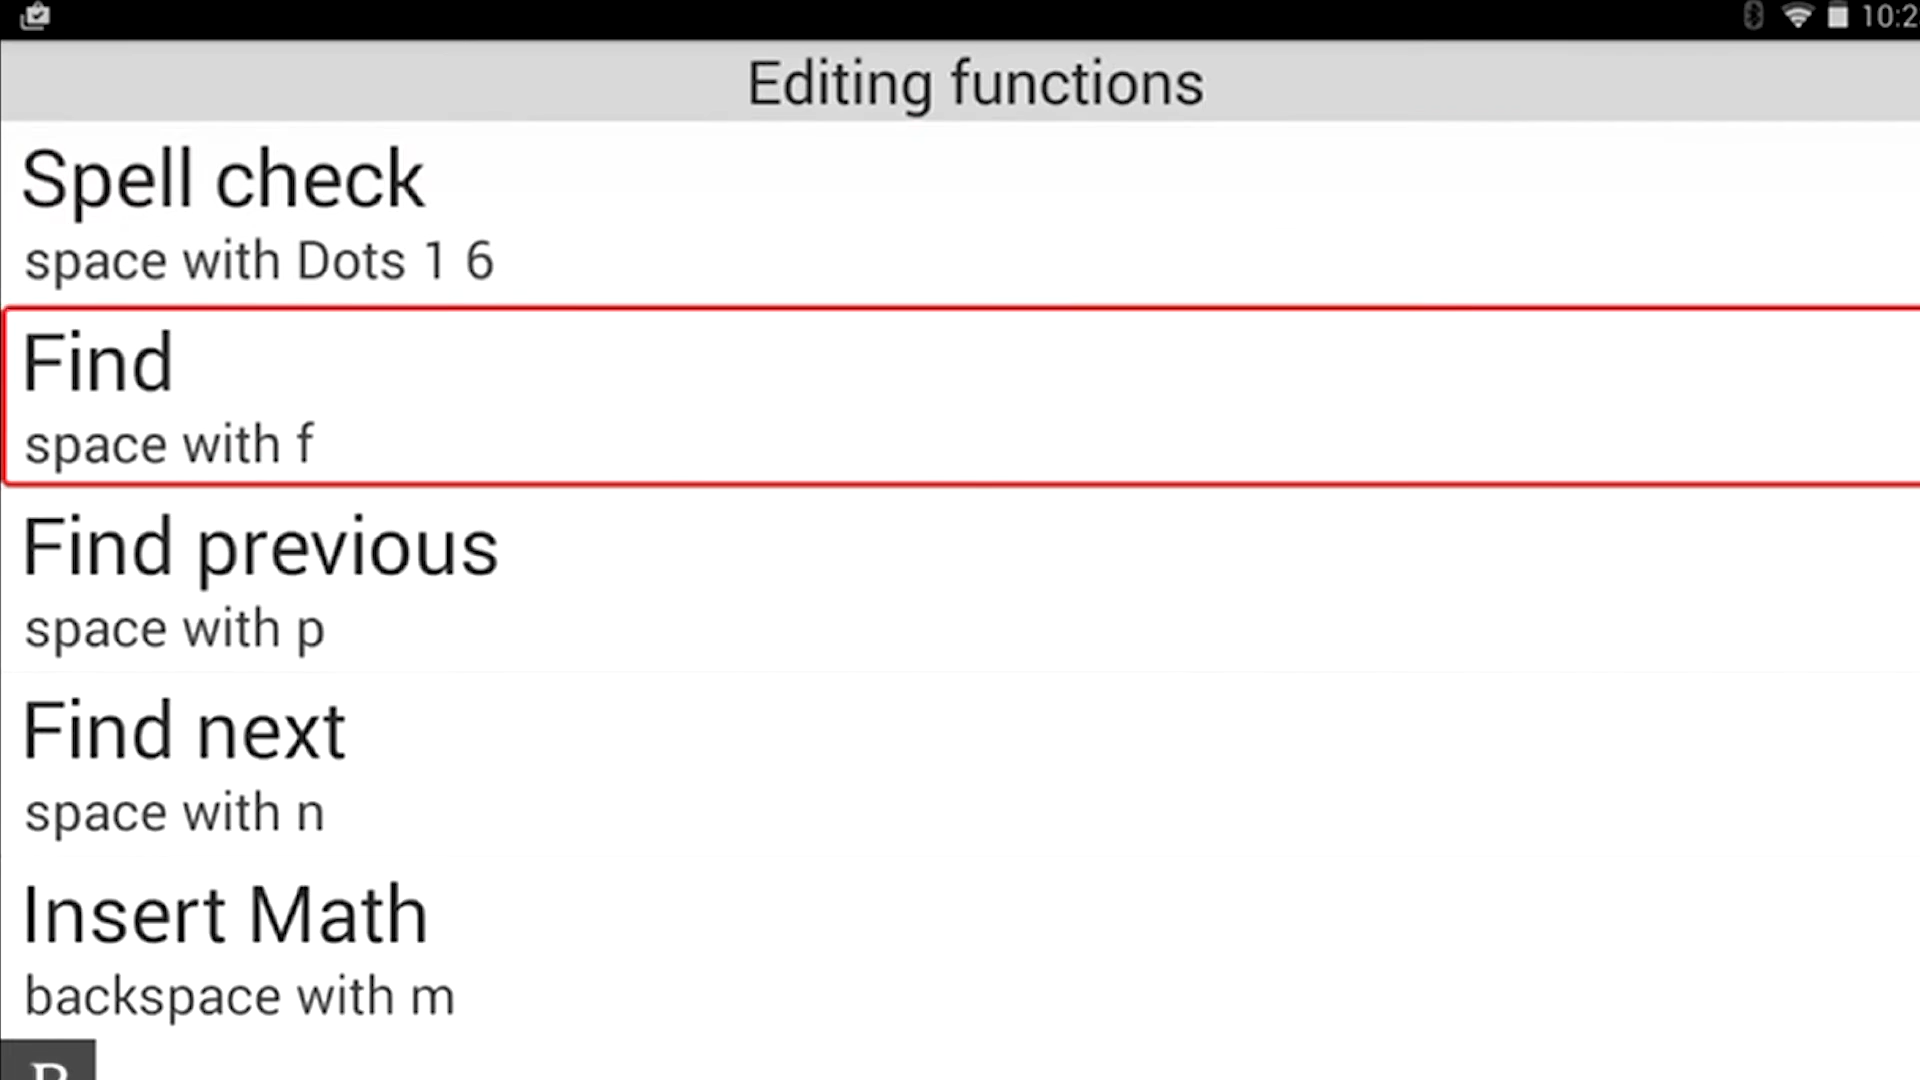 10:2
Editing functions
Spell check
space with Dots 1 6
Find
space with f
Find previous
space with p
Find next
space with n
Insert Math
backspace with m